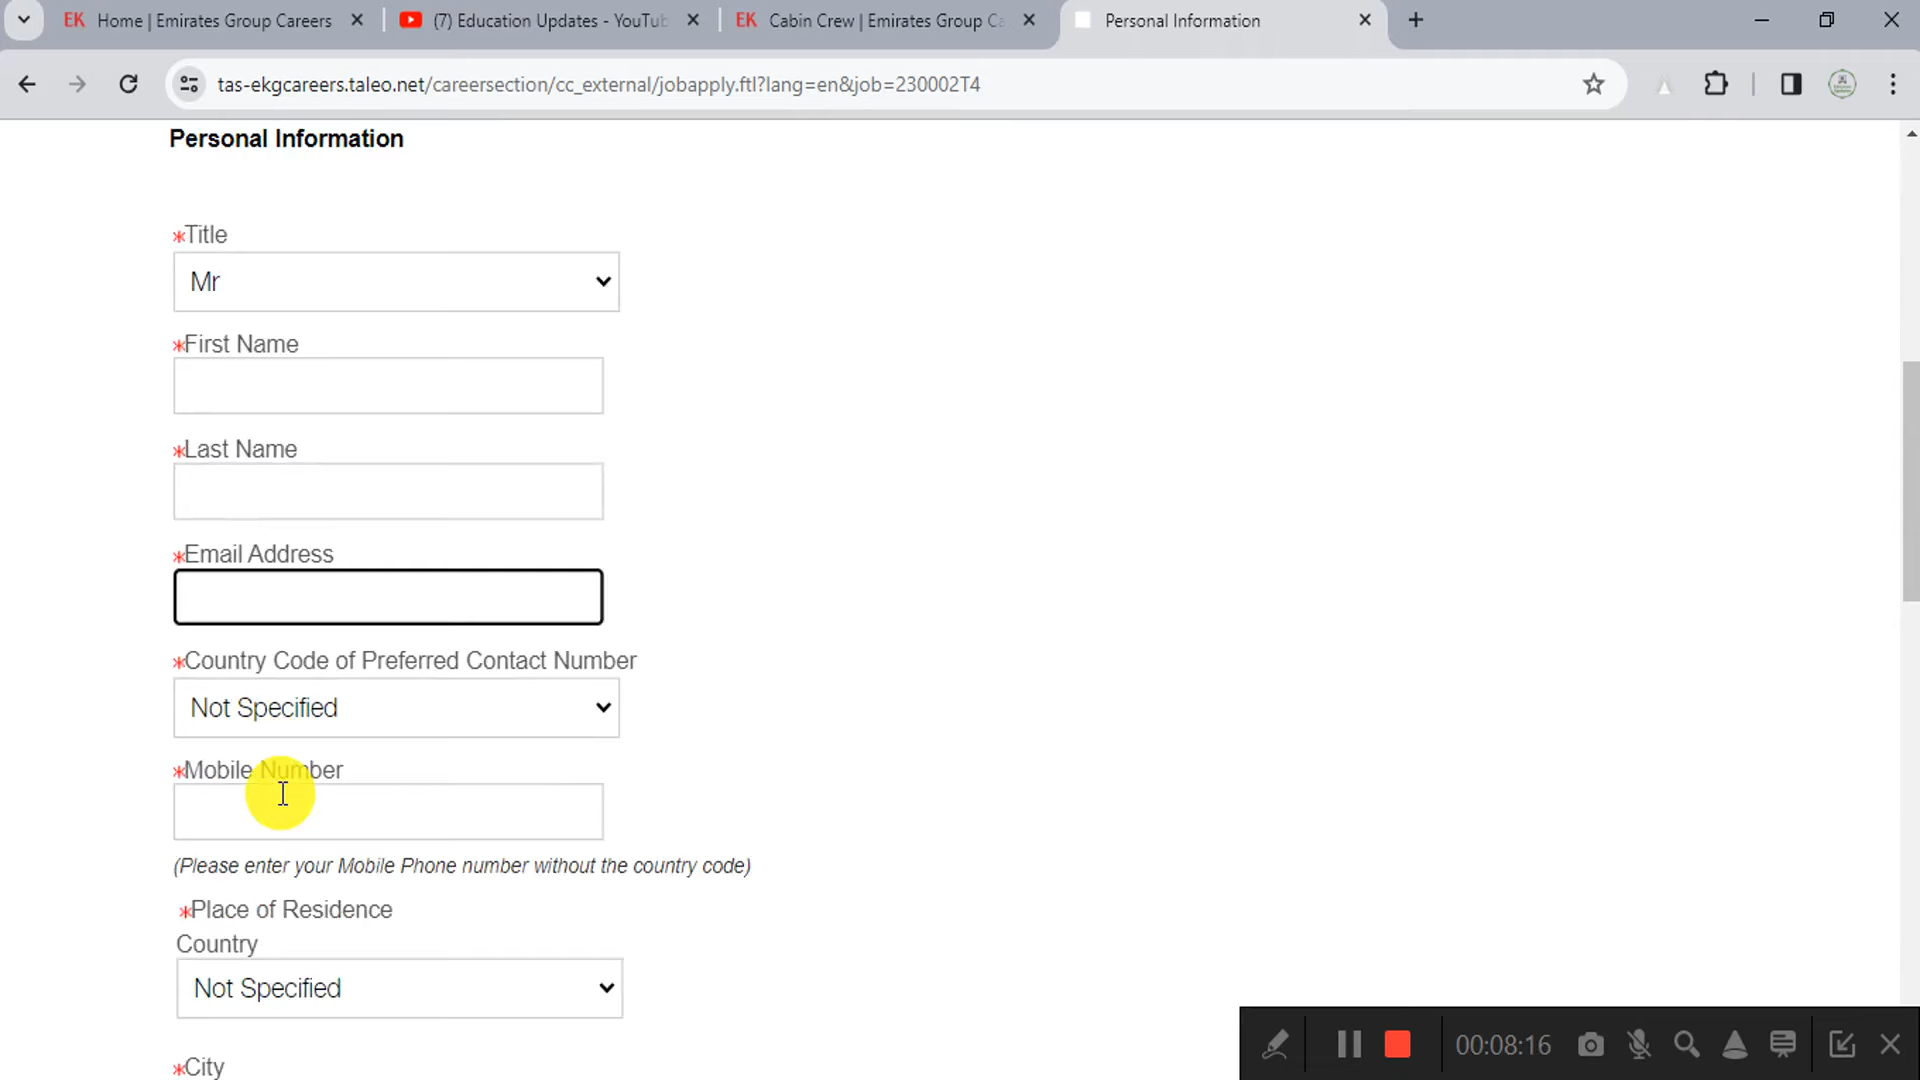 EK Home | Emirates Group Careers
(7) Education Updates - YouTub
EK Cabin Crew | Emirates Group Ca
Personal Information
tas-ekgcareers.taleo.net/careersection/cc_external/jobapply.ftl?lang=en&job=230002T4
Personal Information
*Title
Mr
*First Name
*Last Name
*Email Address
*Country Code of Preferred Contact Number
Not Specified
*Mobile Number
(Please enter your Mobile Phone number without the country code)
*Place of Residence
Country
Not Specified
*City
00:08:16